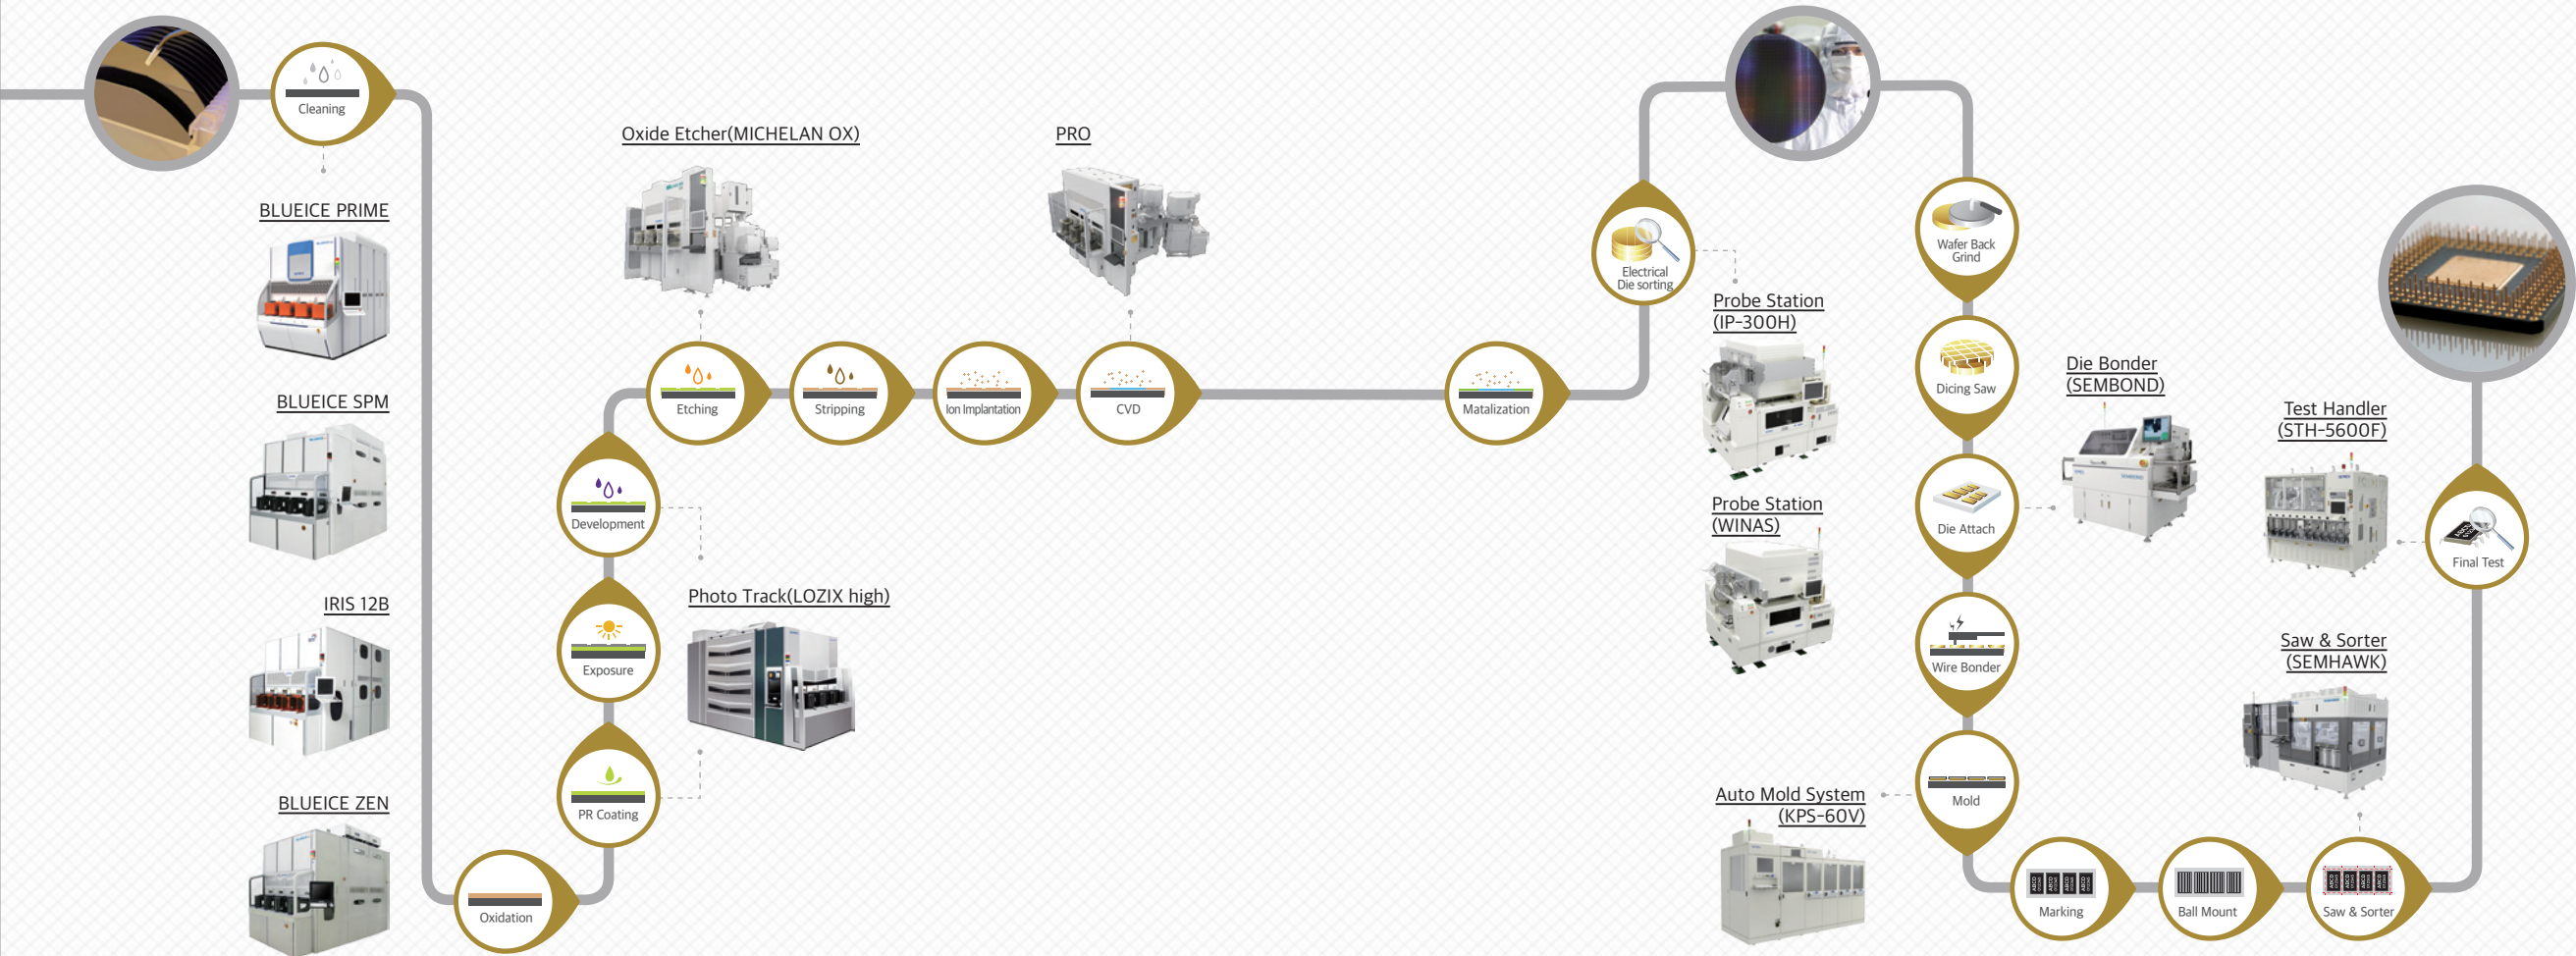 Cleaning
BLUEICE PRIME
BLUEICE SPM
IRIS 12B
BLUEICE ZEN
Oxidation
PR Coating
Exposure
Development
Photo Track(LOZIX high)
Oxide Etcher(MICHELAN OX)
Etching
Stripping
Ion Implantation
PRO
CVD
Matalization
Electrical
Die sorting
Probe Station
(IP-300H)
Probe Station
(WINAS)
Wafer Back
Grind
Dicing Saw
Die Attach
Die Bonder
(SEMBOND)
Wire Bonder
Mold
Auto Mold System
(KPS-60V)
Marking
Ball Mount
Saw & Sorter
Saw & Sorter
(SEMHAWK)
Final Test
Test Handler
(STH-5600F)